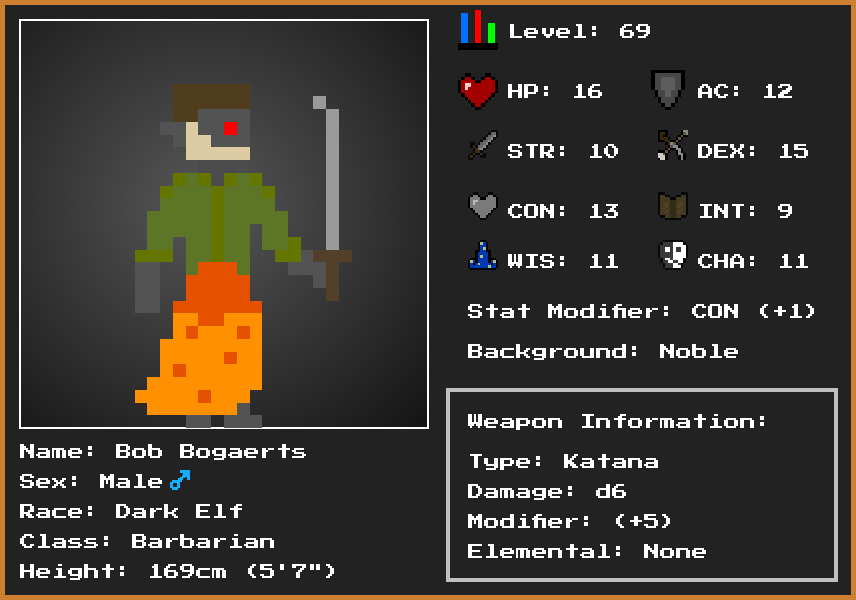 Level: 69
HP: 16
AC: 12
STR: 10
DEX: 15
CON: 13
INT: 9
WIS: 11
CHA: 11
Stat Modifier: CON (+1)
Background: Noble
Weapon Information:
Type: Katana
Damage: d6
Modifier: (+5)
Elemental: None
Name: Bob Bogaerts
Sex: Male ♂
Race: Dark Elf
Class: Barbarian
Height: 169cm (5'7")